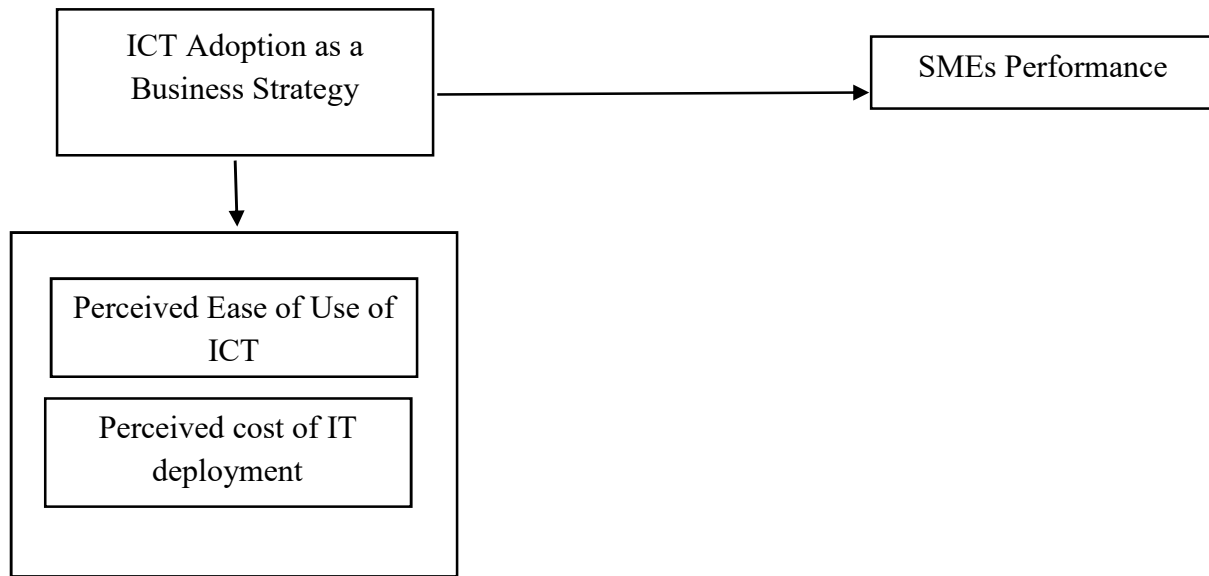 ICT Adoption as a
Business Strategy
SMEs Performance
Perceived Ease of Use of
ICT
Perceived cost of IT
deployment